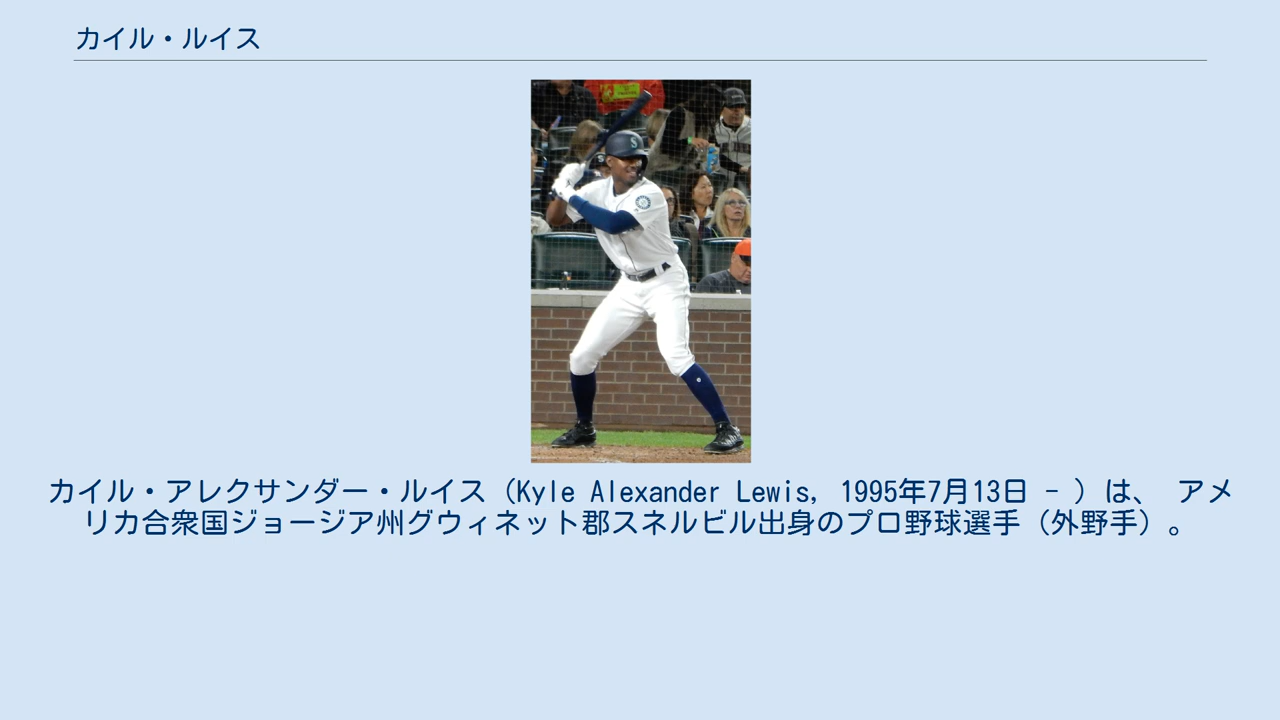 カイル・ルイス
S
カイル・アレクサンダー・ルイス（Kyle Alexander Lewis, 1995年7月13日 - ）は、 アメ
リカ合衆国ジョージア州グウィネット郡スネルビル出身のプロ野球選手（外野手）。